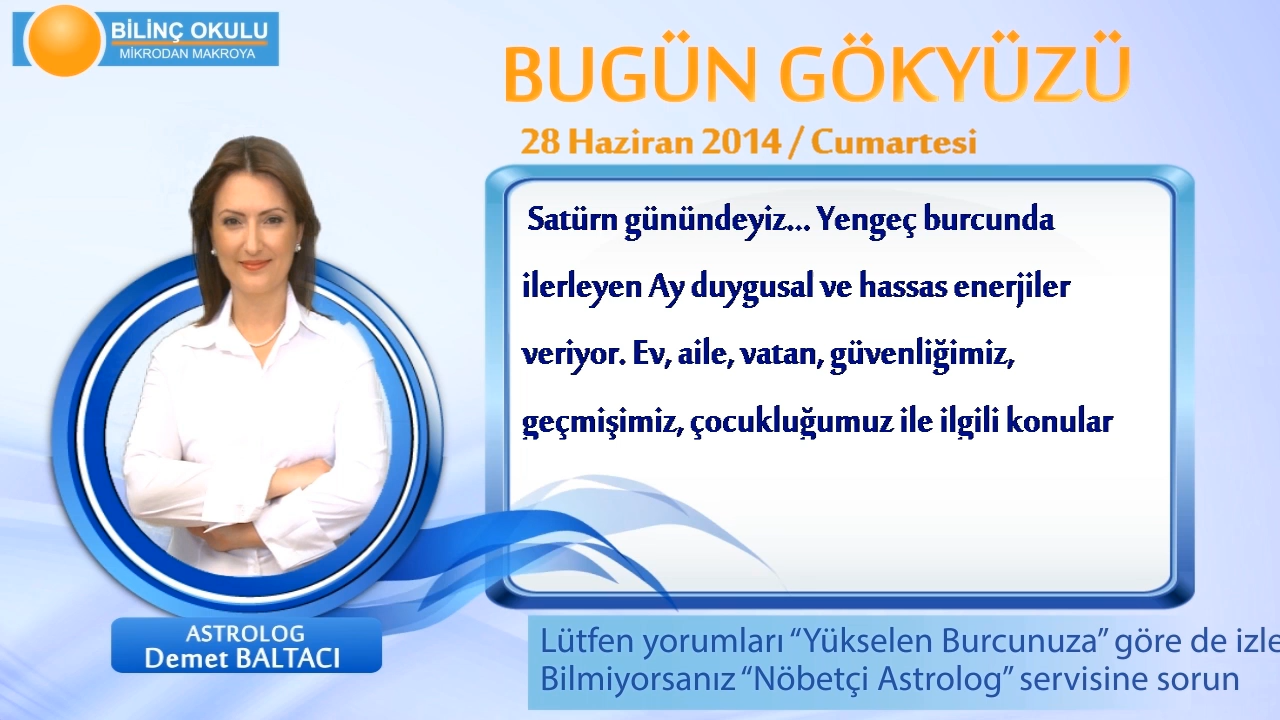 BİLİNÇ OKULU
MİKRODAN MAKROYA
BUGÜN GÖKYÜZÜ
28 Haziran 2014 / Cumartesi
Satürn günündeyiz... Yengeç burcunda
ilerleyen Ay duygusal ve hassas enerjiler
veriyor. Ev, aile, vatan, güvenliğimiz,
geçmişimiz, çocukluğumuz ile ilgili konular
ASTROLOG
Demet BALTACI
Lütfen yorumları “Yükselen Burcunuza” göre de izle
Bilmiyorsanız “Nöbetçi Astrolog” servisine sorun